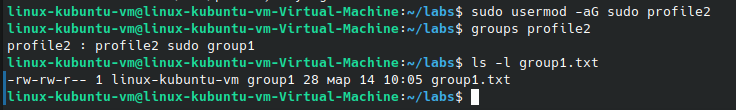 linux-kubuntu-vm@linux-kubuntu-vm-Virtual-Machine:~/labs$ sudo usermod -aG sudo profile2
linux-kubuntu-vm@linux-kubuntu-vm-Virtual-Machine:~/labs$ groups profile2
profile2 : profile2 sudo group1
linux-kubuntu-vm@linux-kubuntu-vm-Virtual-Machine:~/labs$ ls -l group1.txt
-rw-rw-r-- 1 linux-kubuntu-vm group1 28 мар 14 10:05 group1.txt
linux-kubuntu-vm@linux-kubuntu-vm-Virtual-Machine:~/labs$